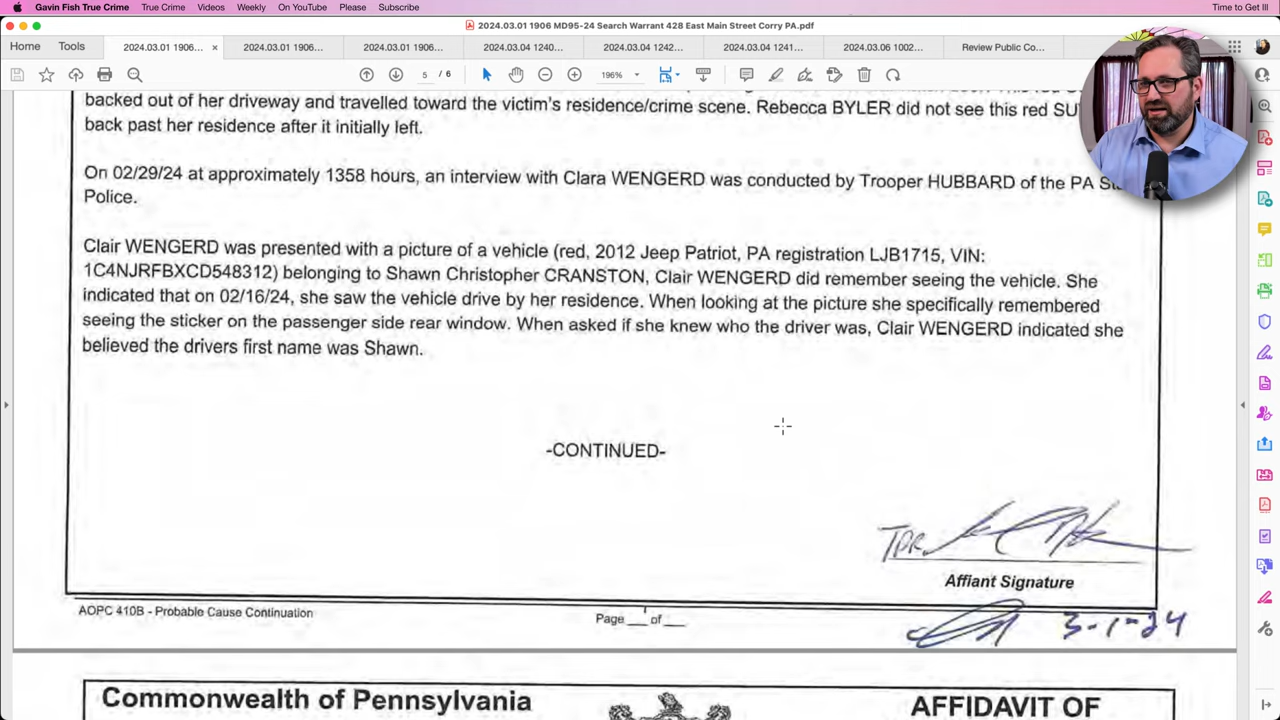 Gavin Fish True Crime True Crime Videos Weekly On YouTube Please Subscribe Time to Get Ill
2024.03.01 1906 MD95-24 Search Warrant 428 East Main Street Corry PA.pdf
Home Tools 2024.03.01 1906... × 2024.03.01 1906... 2024.03.01 1906... 2024.03.04 1240... 2024.03.04 1242... 2024.03.04 1241... 2024.03.06 1002... Review Public Co...
5 / 6 196%
backed out of her driveway and travelled toward the victim's residence/crime scene. Rebecca BYLER did not see this red SU
back past her residence after it initially left.
On 02/29/24 at approximately 1358 hours, an interview with Clara WENGERD was conducted by Trooper HUBBARD of the PA St
Police.
Clair WENGERD was presented with a picture of a vehicle (red, 2012 Jeep Patriot, PA registration LJB1715, VIN:
1C4NJRFBXCD548312) belonging to Shawn Christopher CRANSTON, Clair WENGERD did remember seeing the vehicle. She
indicated that on 02/16/24, she saw the vehicle drive by her residence. When looking at the picture she specifically remembered
seeing the sticker on the passenger side rear window. When asked if she knew who the driver was, Clair WENGERD indicated she
believed the drivers first name was Shawn.
-CONTINUED-
TPR.
Affiant Signature
AOPC 410B - Probable Cause Continuation
Page __ of __
3-1-24
Commonwealth of Pennsylvania
AFFIDAVIT OF